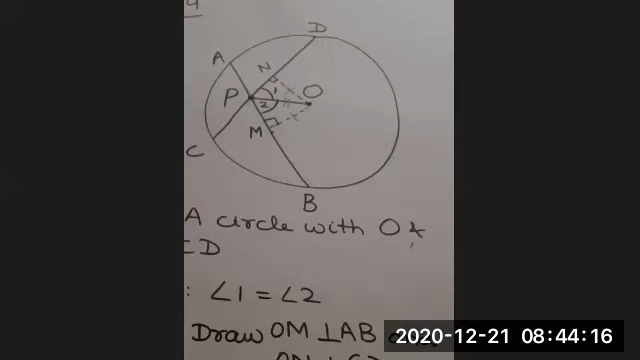 D
A
N
P
O
1
2
M
C
B
A circle with O &
CD
: ∠1 = ∠2
Draw OM ⊥ AB
2020-12-21 08:44:16